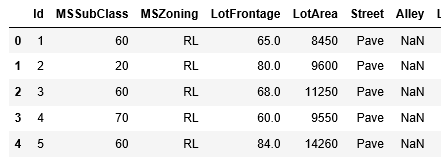 Id MSSubClass MSZoning LotFrontage LotArea Street Alley L
0 1 60 RL 65.0 8450 Pave NaN
1 2 20 RL 80.0 9600 Pave NaN
2 3 60 RL 68.0 11250 Pave NaN
3 4 70 RL 60.0 9550 Pave NaN
4 5 60 RL 84.0 14260 Pave NaN